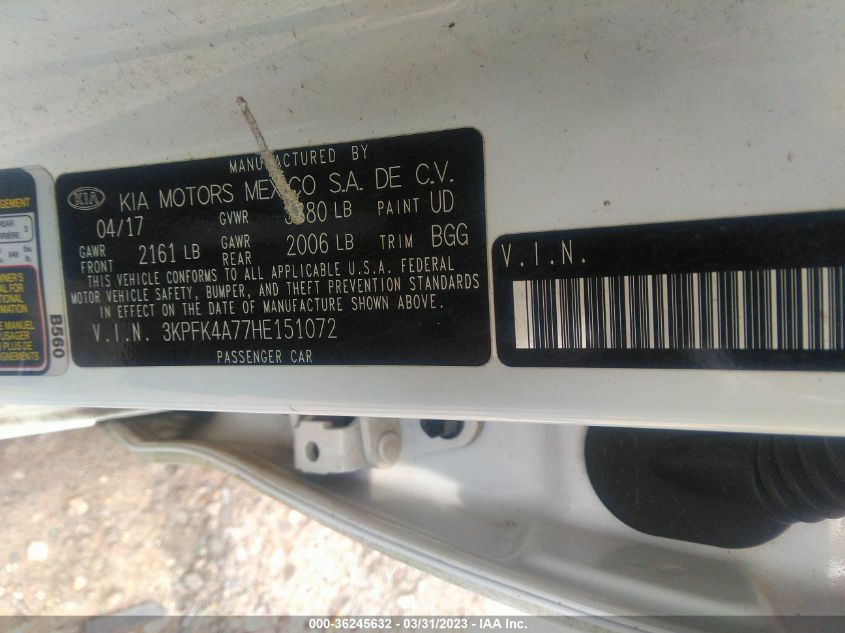 MANUFACTURED BY
KIA KIA MOTORS MEXICO S.A. DE C.V.
04/17 GVWR 3880 LB PAINT UD
GAWR FRONT 2161 LB GAWR REAR 2006 LB TRIM BGG
THIS VEHICLE CONFORMS TO ALL APPLICABLE U.S.A. FEDERAL
MOTOR VEHICLE SAFETY, BUMPER, AND THEFT PREVENTION STANDARDS
IN EFFECT ON THE DATE OF MANUFACTURE SHOWN ABOVE.
V.I.N. 3KPFK4A77HE151072
PASSENGER CAR
V.I.N.
B560
000-36245632 - 03/31/2023 - IAA Inc.